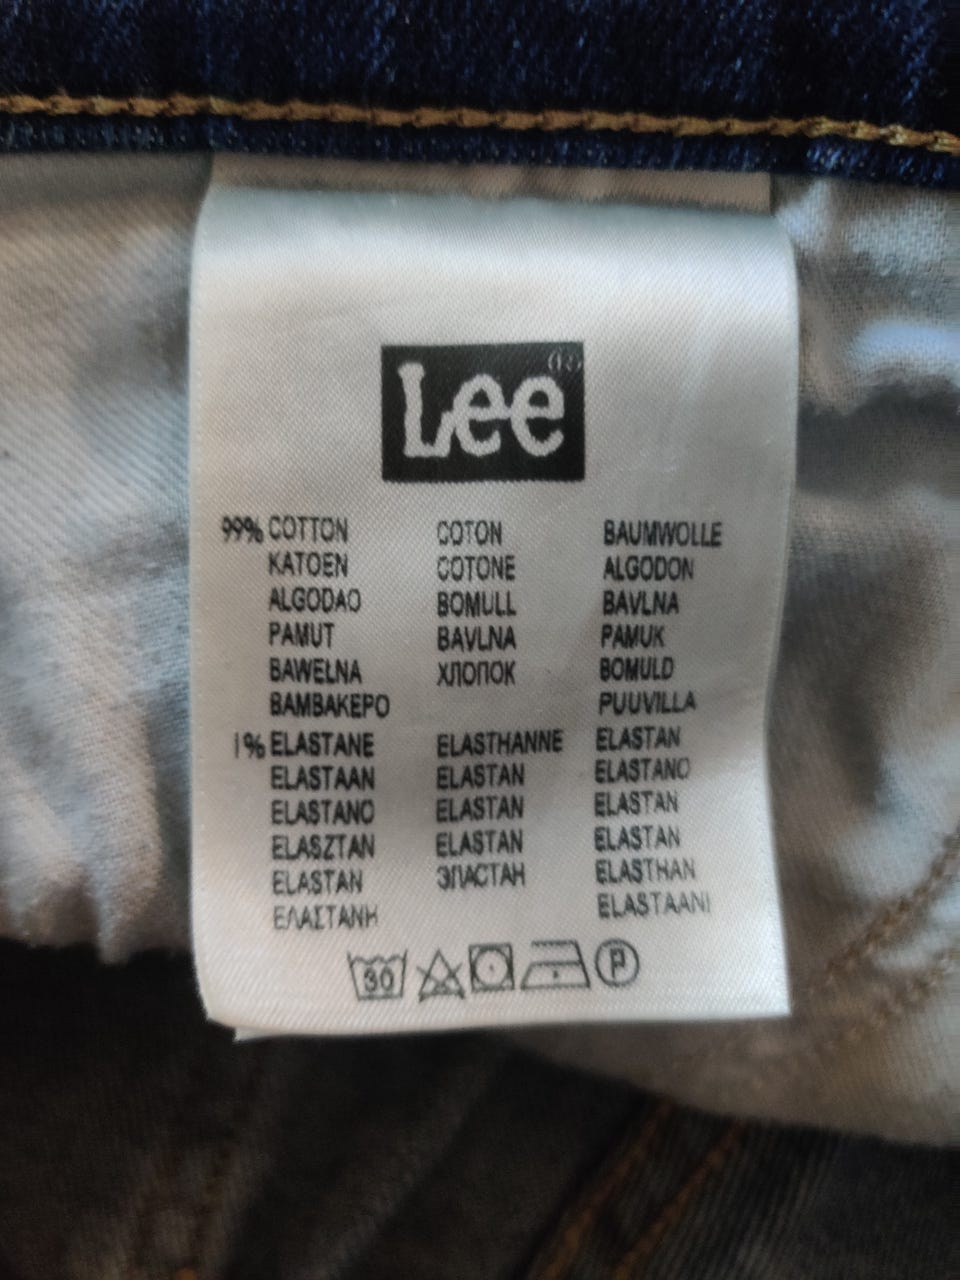 Lee
99% COTTON COTON BAUMWOLLE
KATOEN COTONE ALGODON
ALGODAO BOMULL BAVLNA
PAMUT BAVLNA PAMUK
BAWEŁNA ХЛОПОК BOMULD
ΒΑΜΒΑΚΕΡΟ PUUVILLA
1% ELASTANE ELASTHANNE ELASTAN
ELASTAAN ELASTAN ELASTANO
ELASTANO ELASTAN ELASTAN
ELASZTAN ELASTAN ELASTAN
ELASTAN ЭЛАСТАН ELASTHAN
ΕΛΑΣΤΑΝΗ ELASTAANI
30 P